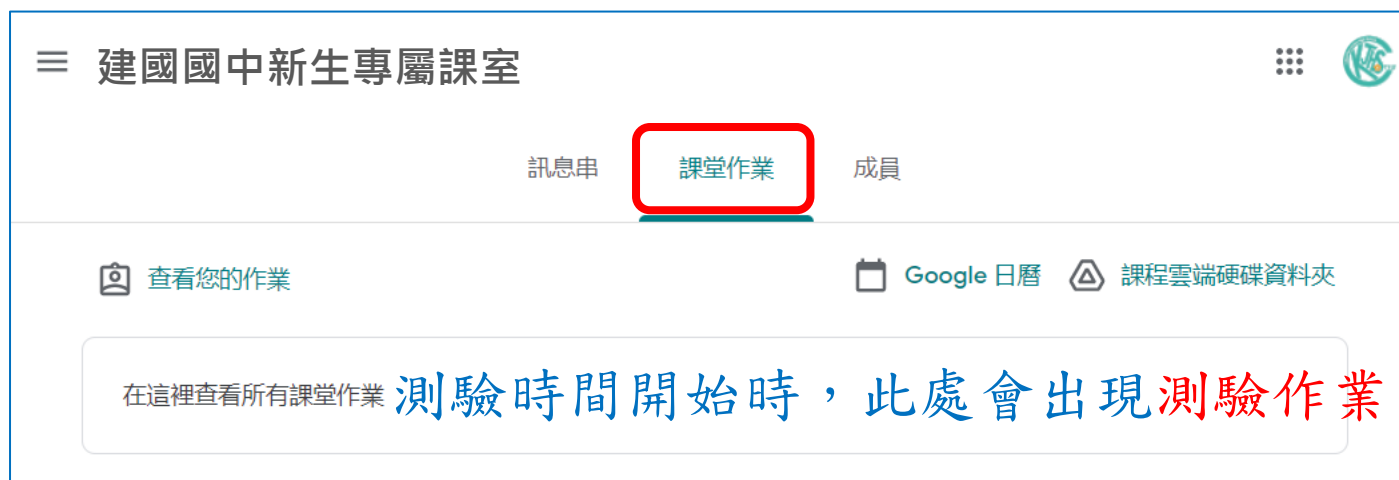 建國國中新生專屬課室
訊息串 課堂作業 成員
查看您的作業 Google 日曆 課程雲端硬碟資料夾
在這裡查看所有課堂作業 測驗時間開始時，此處會出現測驗作業